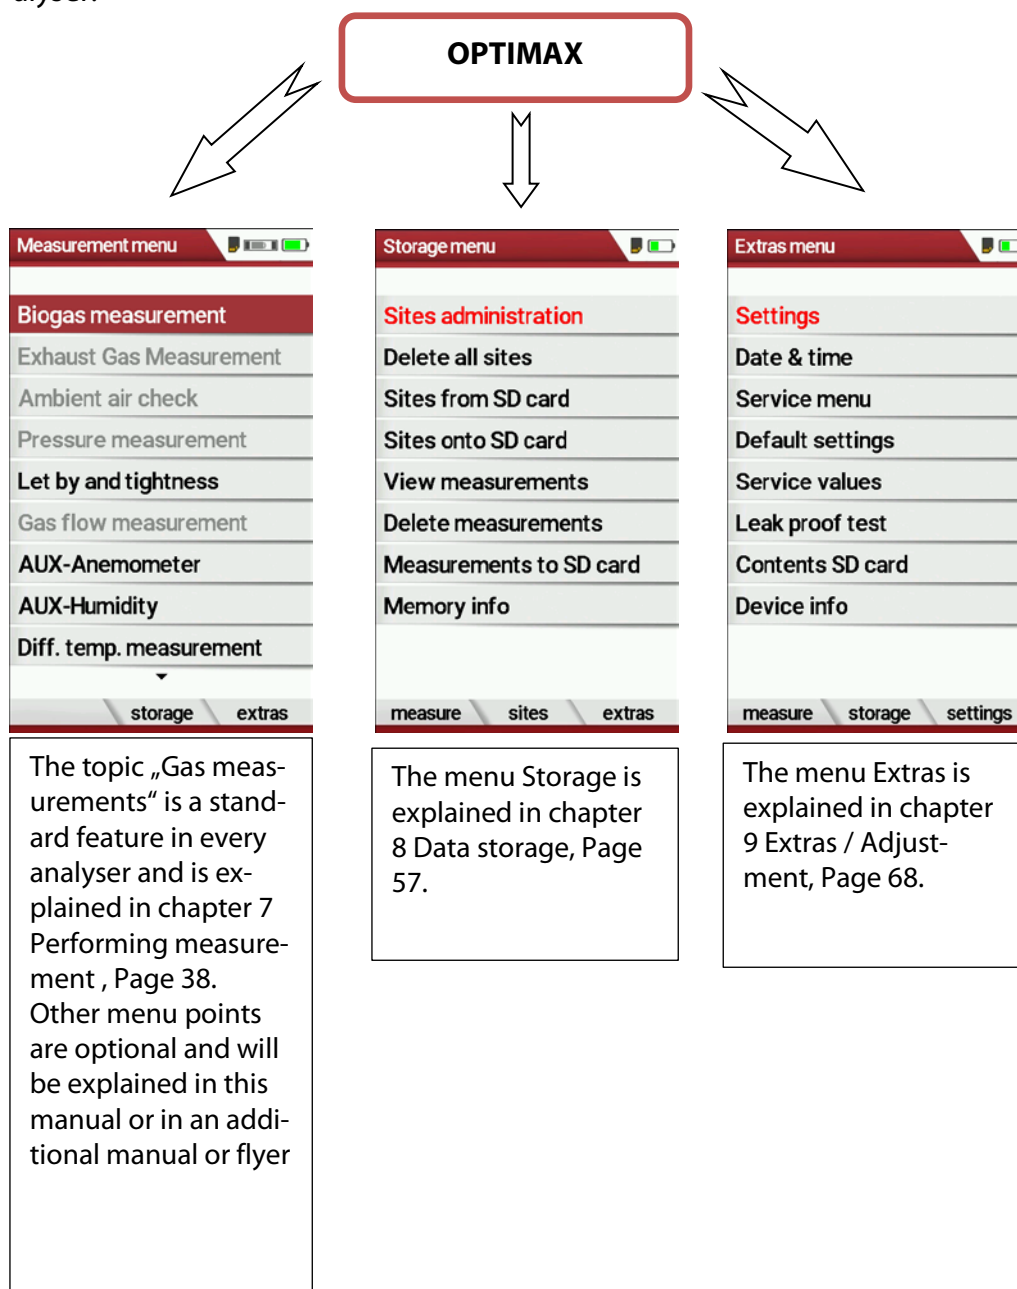 OPTIMAX
Measurement menu
Biogas measurement
Exhaust Gas Measurement
Ambient air check
Pressure measurement
Let by and tightness
Gas flow measurement
AUX-Anemometer
AUX-Humidity
Diff. temp. measurement
storage extras
The topic „Gas meas-
urements“ is a stand-
ard feature in every
analyser and is ex-
plained in chapter 7
Performing measure-
ment , Page 38.
Other menu points
are optional and will
be explained in this
manual or in an addi-
tional manual or flyer
Storage menu
Sites administration
Delete all sites
Sites from SD card
Sites onto SD card
View measurements
Delete measurements
Measurements to SD card
Memory info
measure sites extras
The menu Storage is
explained in chapter
8 Data storage, Page
57.
Extras menu
Settings
Date & time
Service menu
Default settings
Service values
Leak proof test
Contents SD card
Device info
measure storage settings
The menu Extras is
explained in chapter
9 Extras / Adjust-
ment, Page 68.